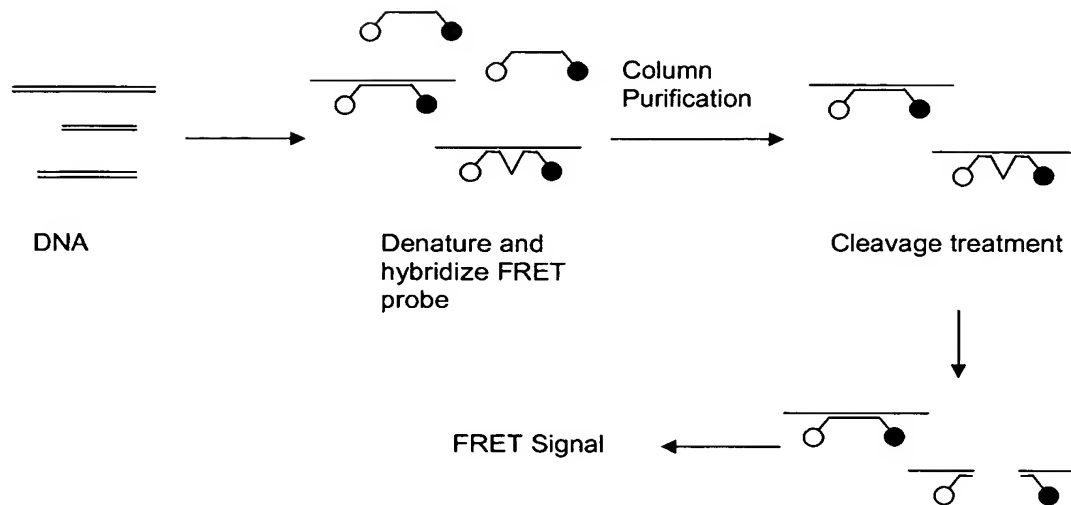 Column
Purification
DNA
Denature and
hybridize FRET
probe
Cleavage treatment
FRET Signal